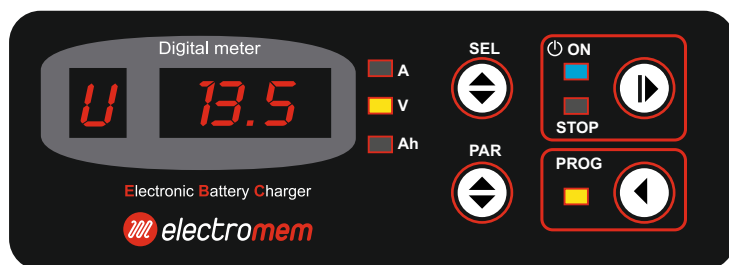 Digital meter
U 13.5
A
V
Ah
SEL
PAR
ON
STOP
PROG
Electronic Battery Charger
electromem